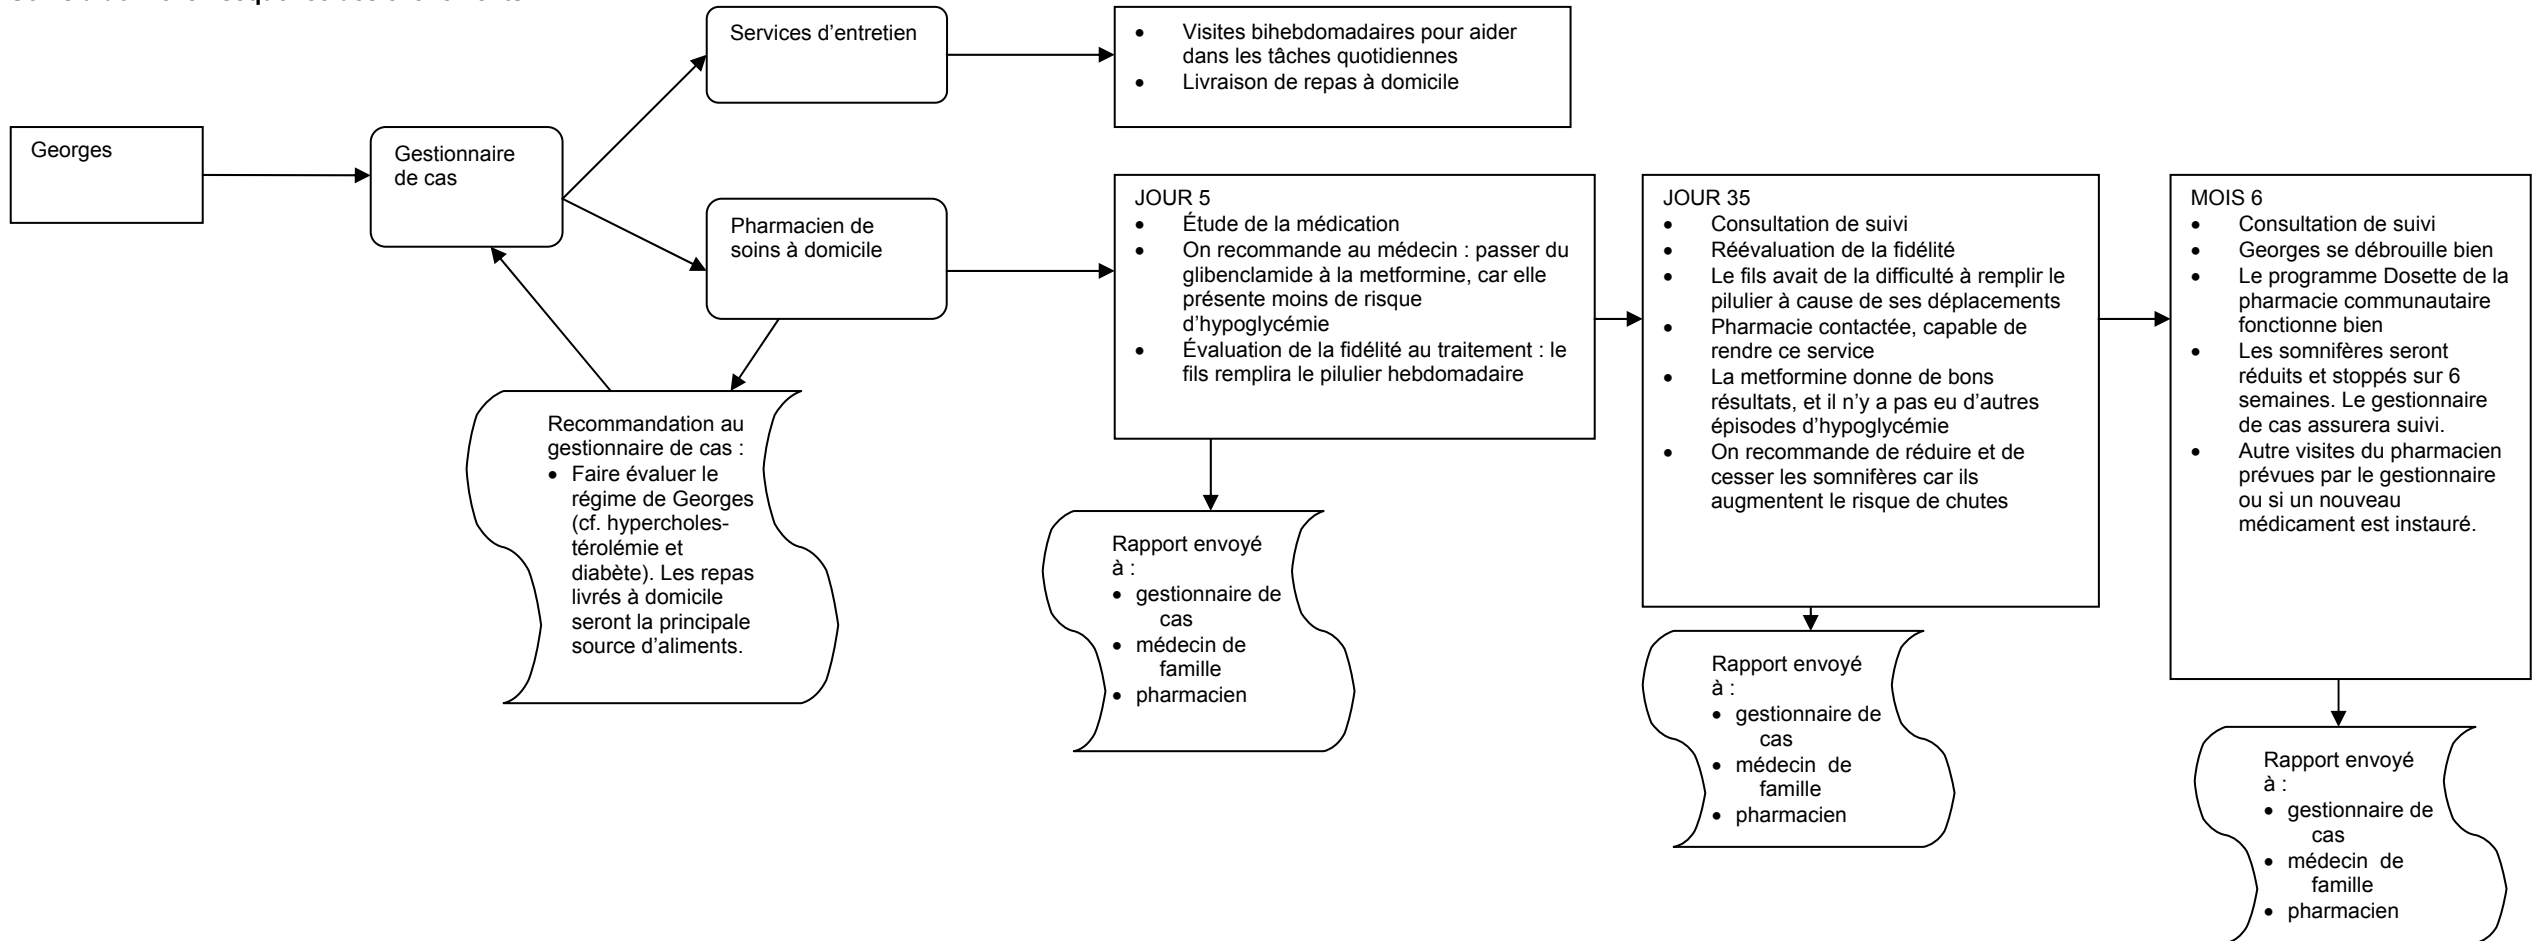 Services d'entretien
• Visites bihebdomadaires pour aider
dans les tâches quotidiennes
• Livraison de repas à domicile
Georges
Gestionnaire
de cas
Pharmacien de
soins à domicile
JOUR 5
• Étude de la médication
• On recommande au médecin : passer du
glibenclamide à la metformine, car elle
présente moins de risque
d'hypoglycémie
• Évaluation de la fidélité au traitement : le
fils remplira le pilulier hebdomadaire
JOUR 35
• Consultation de suivi
• Réévaluation de la fidélité
• Le fils avait de la difficulté à remplir le
pilulier à cause de ses déplacements
• Pharmacie contactée, capable de
rendre ce service
• La metformine donne de bons
résultats, et il n'y a pas eu d'autres
épisodes d'hypoglycémie
• On recommande de réduire et de
cesser les somnifères car ils
augmentent le risque de chutes
MOIS 6
• Consultation de suivi
• Georges se débrouille bien
• Le programme Dosette de la
pharmacie communautaire
fonctionne bien
• Les somnifères seront
réduits et stoppés sur 6
semaines. Le gestionnaire
de cas assurera suivi.
• Autre visites du pharmacien
prévues par le gestionnaire
ou si un nouveau
médicament est instauré.
Recommandation au
gestionnaire de cas :
• Faire évaluer le
régime de Georges
(cf. hypercholes-
térolémie et
diabète). Les repas
livrés à domicile
seront la principale
source d'aliments.
Rapport envoyé
à :
• gestionnaire de
cas
• médecin de
famille
• pharmacien
Rapport envoyé
à :
• gestionnaire de
cas
• médecin de
famille
• pharmacien
Rapport envoyé
à :
• gestionnaire de
cas
• médecin de
famille
• pharmacien